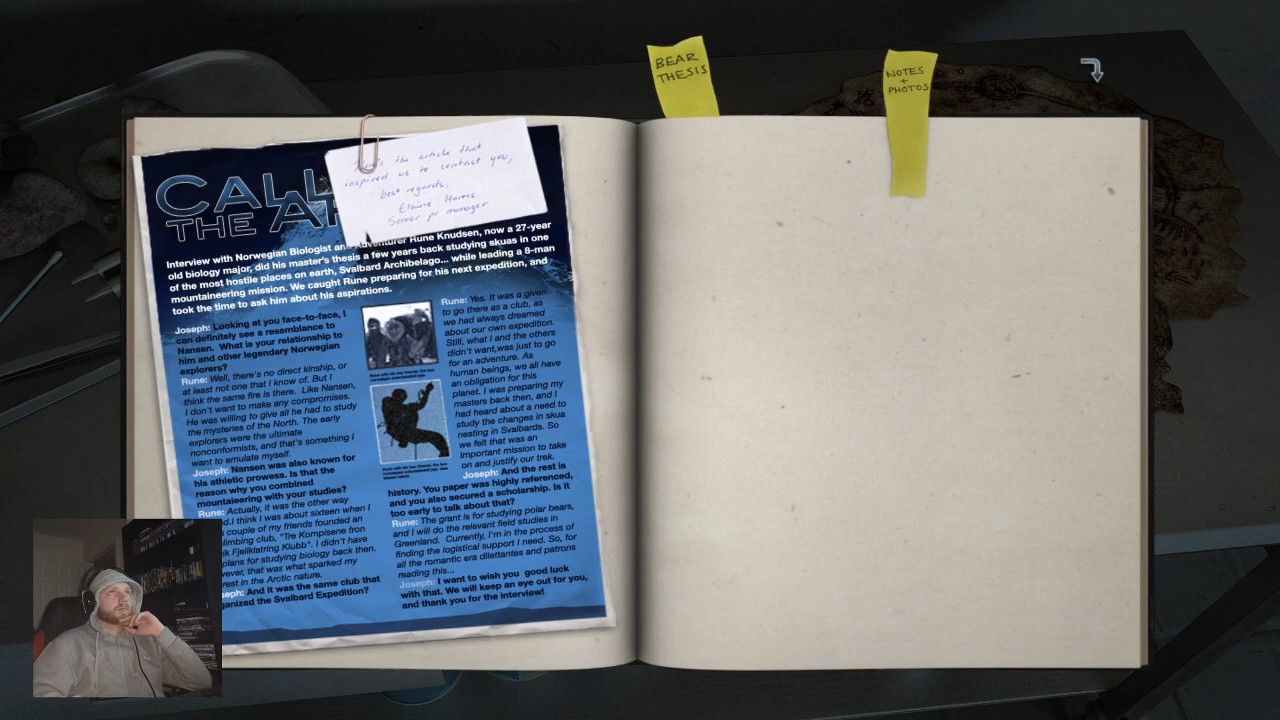 BEAR
THESIS
NOTES
+
PHOTOS
the article that
inspired us to contact you,
best regards,
Elaine Harris
Senior pr manager
CALL
THE
Interview with Norwegian Biologist and Adventurer Rune Knudsen, now a 27-year
old biology major, did his master's thesis a few years back studying skuas in one
of the most hostile places on earth, Svalbard Archipelago... while leading a 8-man
mountaineering mission. We caught Rune preparing for his next expedition, and
took the time to ask him about his aspirations.
Joseph: Looking at you face-to-face, I
can definitely see a resemblance to
Nansen. What is your relationship to
him and other legendary Norwegian
explorers?
Rune: Well, there's no direct kinship, or
at least not one that I know of. But I
think the same fire is there. Like Nansen,
I don't want to make any compromises.
He was willing to give all he had to study
the mysteries of the North. The early
explorers were the ultimate
nonconformists, and that's something I
want to emulate myself.
Joseph: Nansen was also known for
his athletic prowess. Is that the
reason why you combined
mountaineering with your studies?
Rune: Actually, it was the other way
I think I was about sixteen when I
couple of my friends founded an
limbing club, "Tre Kompisene fron
Fjellklatring Klubb". I didn't have
plans for studying biology back then.
ver, that was what sparked my
rest in the Arctic nature.
seph: And it was the same club that
ganized the Svalbard Expedition?
Rune: Yes. It was a given
to go there as a club, as
we had always dreamed
about our own expedition.
Still, what I and the others
didn't want,was just to go
for an adventure. As
human beings, we all have
an obligation for this
planet. I was preparing my
masters back then, and I
had heard about a need to
study the changes in skua
nesting in Svalbards. So
we felt that was an
important mission to take
on and justify our trek.
Joseph: And the rest is
history. You paper was highly referenced,
and you also secured a scholarship. Is it
too early to talk about that?
Rune: The grant is for studying polar bears,
and I will do the relevant field studies in
Greenland. Currently, I'm in the process of
finding the logistical support I need. So, for
all the romantic era dilettantes and patrons
reading this...
Joseph: I want to wish you good luck
with that. We will keep an eye out for you,
and thank you for the interview!